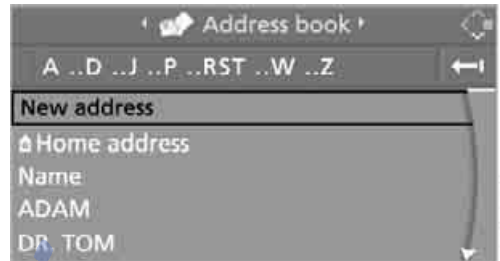 Address book
A ..D ..J ..P ..RST ..W ..Z
New address
Home address
Name
ADAM
DR. TOM